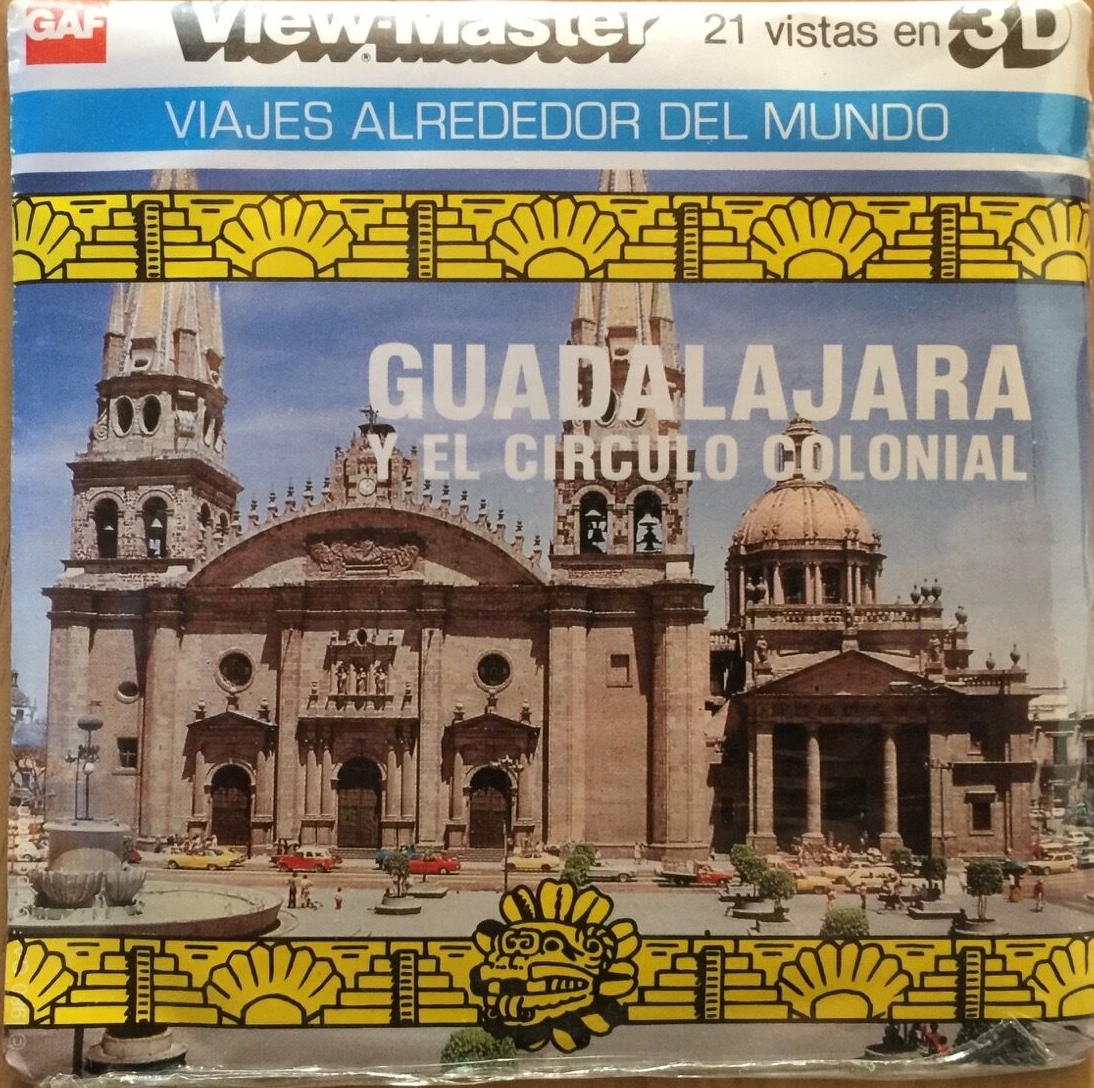 GAF
View-Master® 21 vistas en 3D
VIAJES ALREDEDOR DEL MUNDO
GUADALAJARA
Y EL CIRCULO COLONIAL